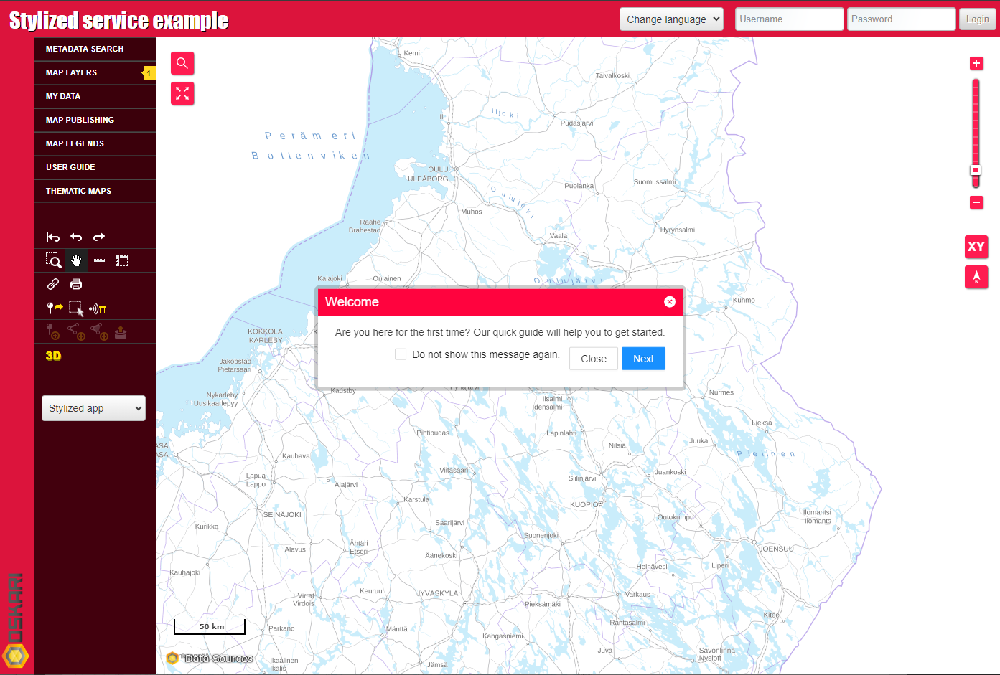 Stylized service example
Change language
Username
Password
Login
METADATA SEARCH
MAP LAYERS
1
MY DATA
MAP PUBLISHING
MAP LEGENDS
USER GUIDE
THEMATIC MAPS
3D
Stylized app
OSKARI
XY
N
Welcome
Are you here for the first time? Our quick guide will help you to get started.
Do not show this message again.
Close
Next
Kemi
Taivalkoski
Ii
Iijoki
Pudasjärvi
Perämeri
Bottenviken
OULU
ULEÅBORG
Puolanka
Suomussalmi
Oulujoki
Muhos
Raahe
Brahestad
Hyrynsalmi
Vaala
Kalajoki
Oulainen
Oulujärvi
Kuhmo
KOKKOLA
KARLEBY
Jakobstad
Pietarsaari
Kaustby
Pyhäjärvi
Nykarleby
Uusikaarlepyy
Iisalmi
Idensalmi
Nurmes
Lieksa
Pihtipudas
Lapinlahti
Juuka
Nilsiä
ASA
ASA
Kauhava
Pielinen
Viitasaari
Juankoski
Siilinjärvi
Lapua
Lappo
Alajärvi
Karstula
KUOPIO
SEINÄJOKI
Outokumpu
Ilomantsi
Ilomants
Kurikka
Saarijärvi
Suonenjoki
Ähtäri
Etseri
Alavus
Äänekoski
JOENSUU
Kauhajoki
Heinävesi
Liperi
Virrat
Virdois
Keuruu
JYVÄSKYLÄ
Varkaus
Pieksämäki
Kitee
50 km
Parkano
Mänttä
Rantasalmi
Kangasniemi
Juva
Savonlinna
Nyslott
Data Sources
Ikaalinen
Ikalis
Jämsä